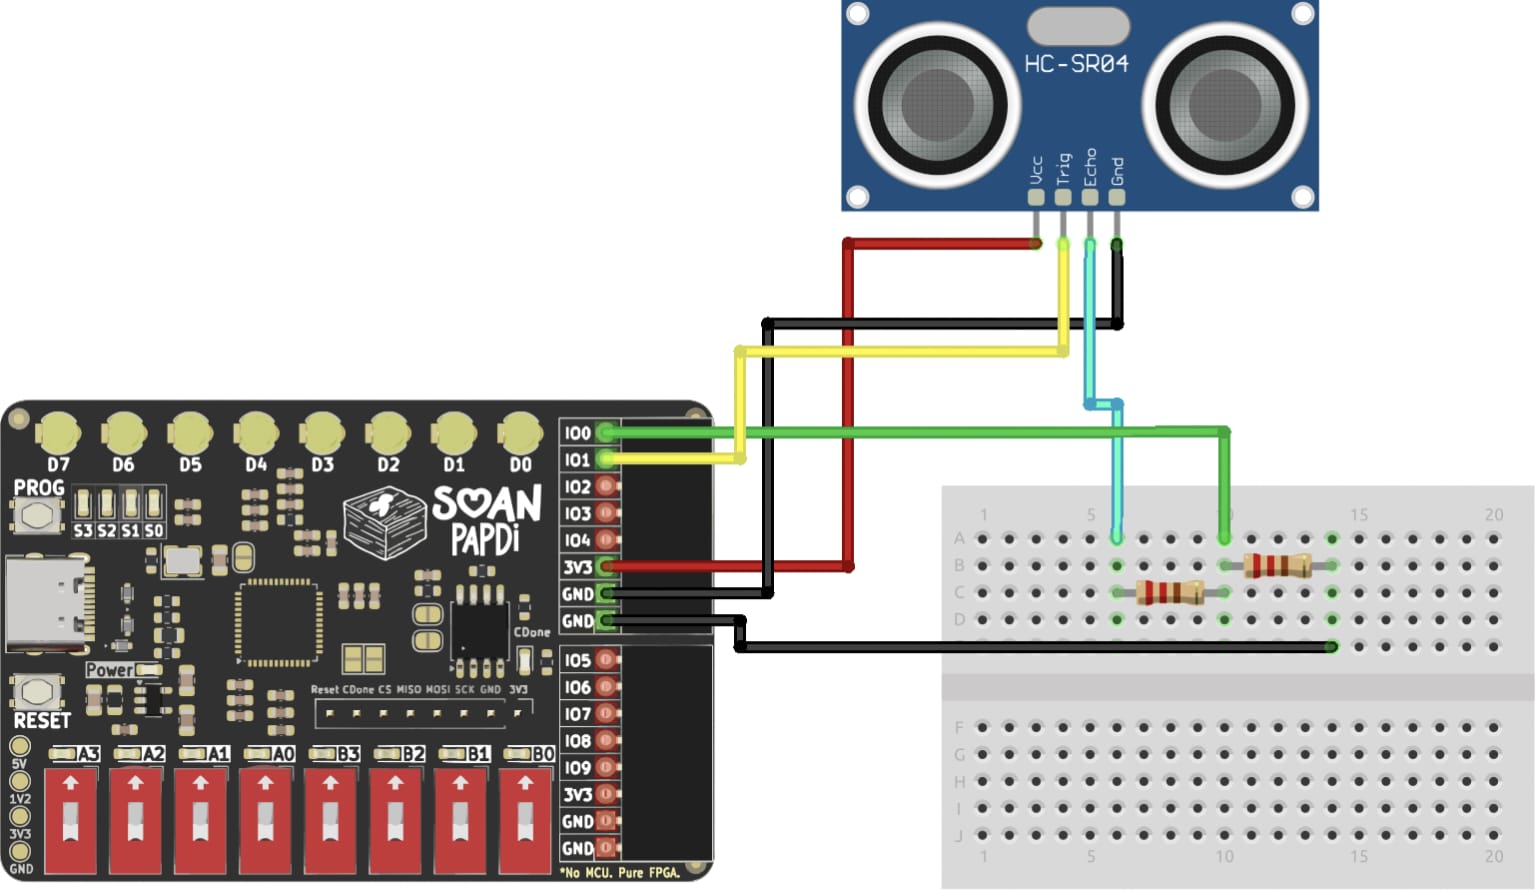 HC-SR04
Vcc Trig Echo Gnd
D7 D6 D5 D4 D3 D2 D1 D0
PROG
S3 S2 S1 S0
SOAN
PAPDi
IO0
IO1
IO2
IO3
IO4
3V3
GND
GND
CDone
Power
Reset CDone CS MISO MOSI SCK GND 3V3
RESET
IO5
IO6
IO7
IO8
IO9
3V3
GND
GND
5V
1V2
3V3
GND
A3 A2 A1 A0 B3 B2 B1 B0
*No MCU. Pure FPGA.
1 5 10 15 20
A
B
C
D
F
G
H
I
J
1 5 10 15 20